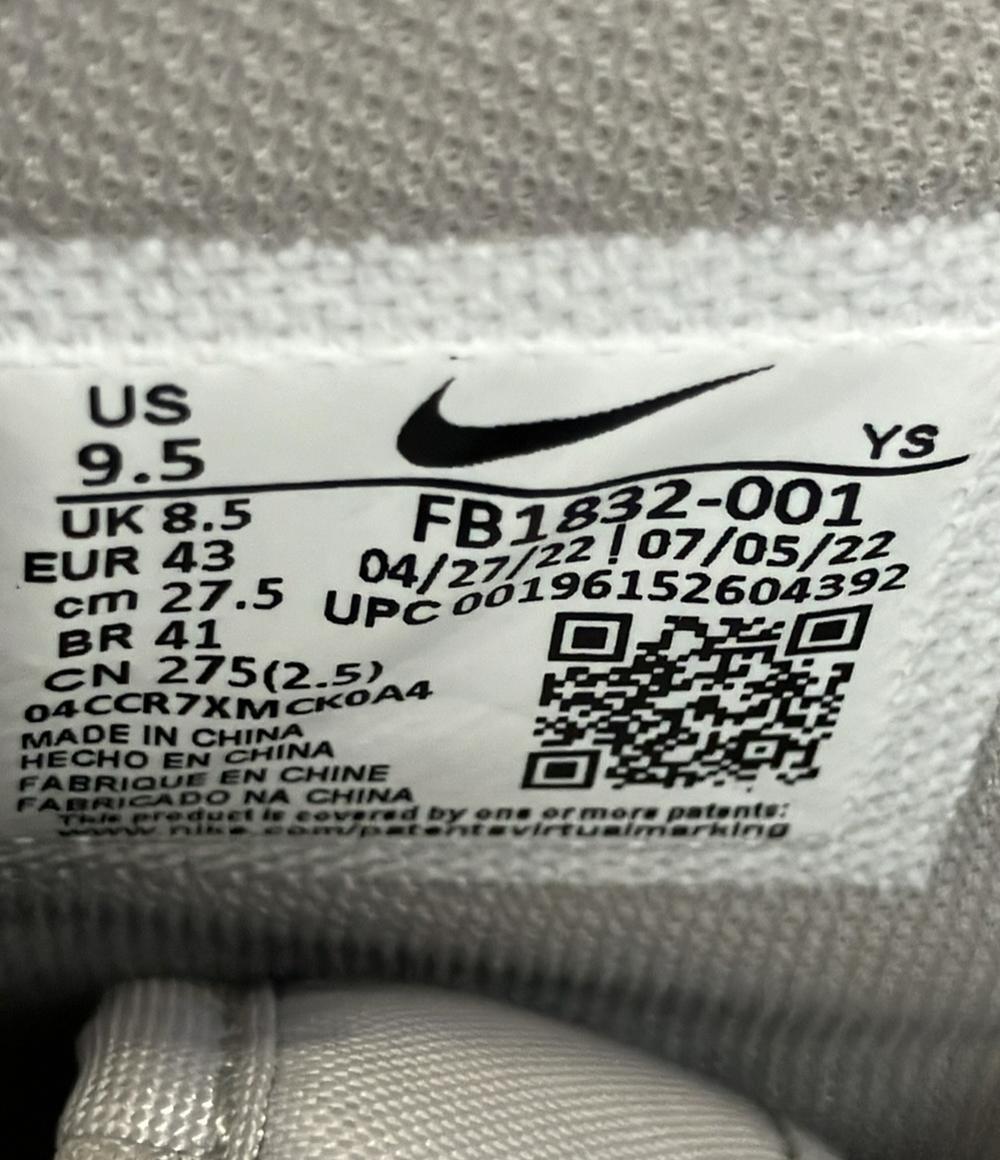 US
9.5
YS
UK 8.5
EUR 43
cm 27.5
BR 41
CN 275(2.5)
04CCR7XMCK0A4
MADE IN CHINA
HECHO EN CHINA
FABRIQUE EN CHINE
FABRICADO NA CHINA
FB1832-001
04/27/22 ! 07/05/22
UPC 00196152604392
This product is covered by one or more patents:
www.nike.com/patentsvirtualmarking